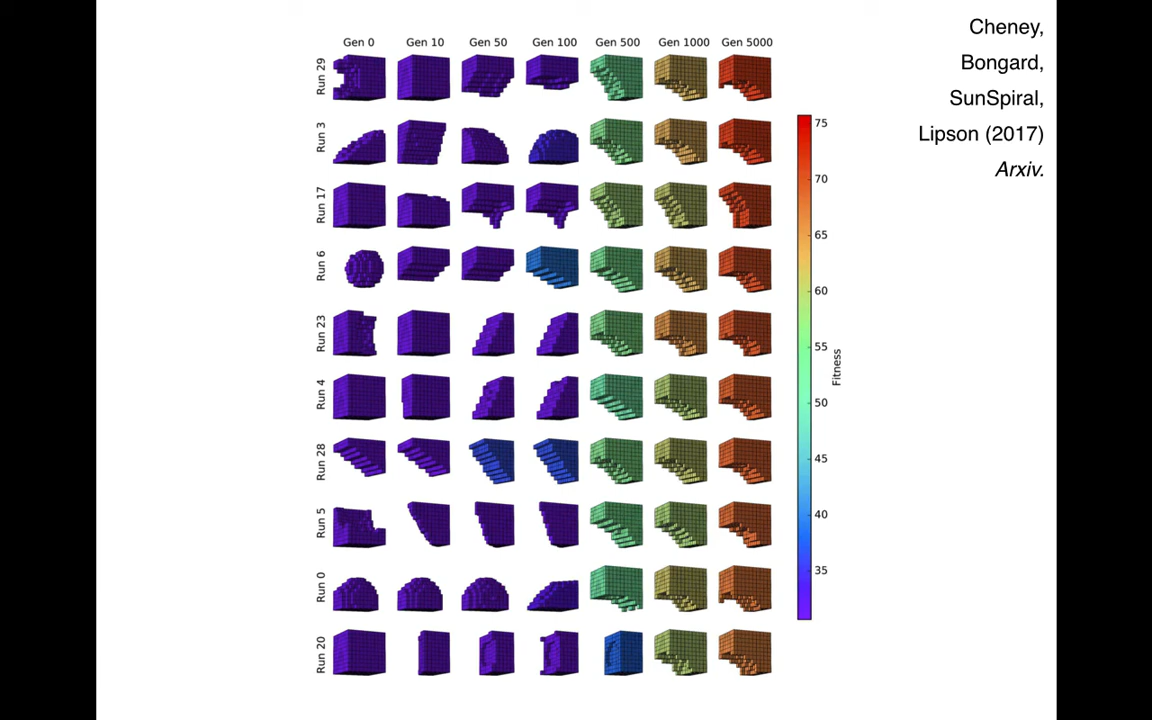 Cheney,
Bongard,
SunSpiral,
Lipson (2017)
Arxiv.
Gen 0 Gen 10 Gen 50 Gen 100 Gen 500 Gen 1000 Gen 5000
Run 29
Run 3
Run 17
Run 6
Run 23
Run 4
Run 28
Run 5
Run 0
Run 20
75
70
65
60
55
50
45
40
35
Fitness